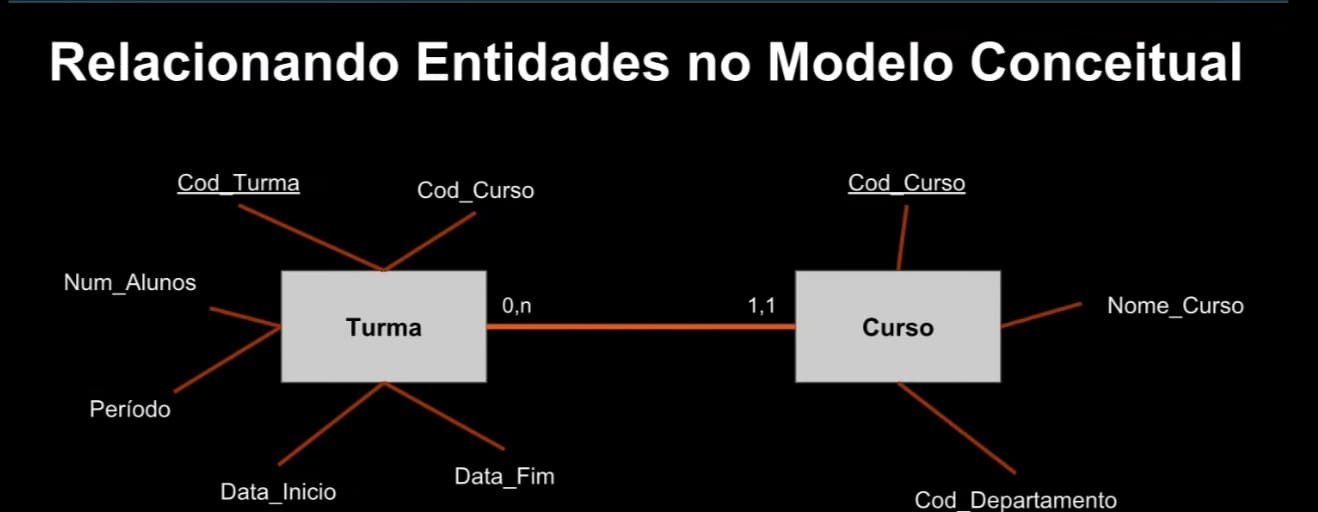 Relacionando Entidades no Modelo Conceitual
Cod_Turma
Cod_Curso
Cod_Curso
Num_Alunos
Turma
0,n
1,1
Curso
Nome_Curso
Período
Data_Inicio
Data_Fim
Cod_Departamento